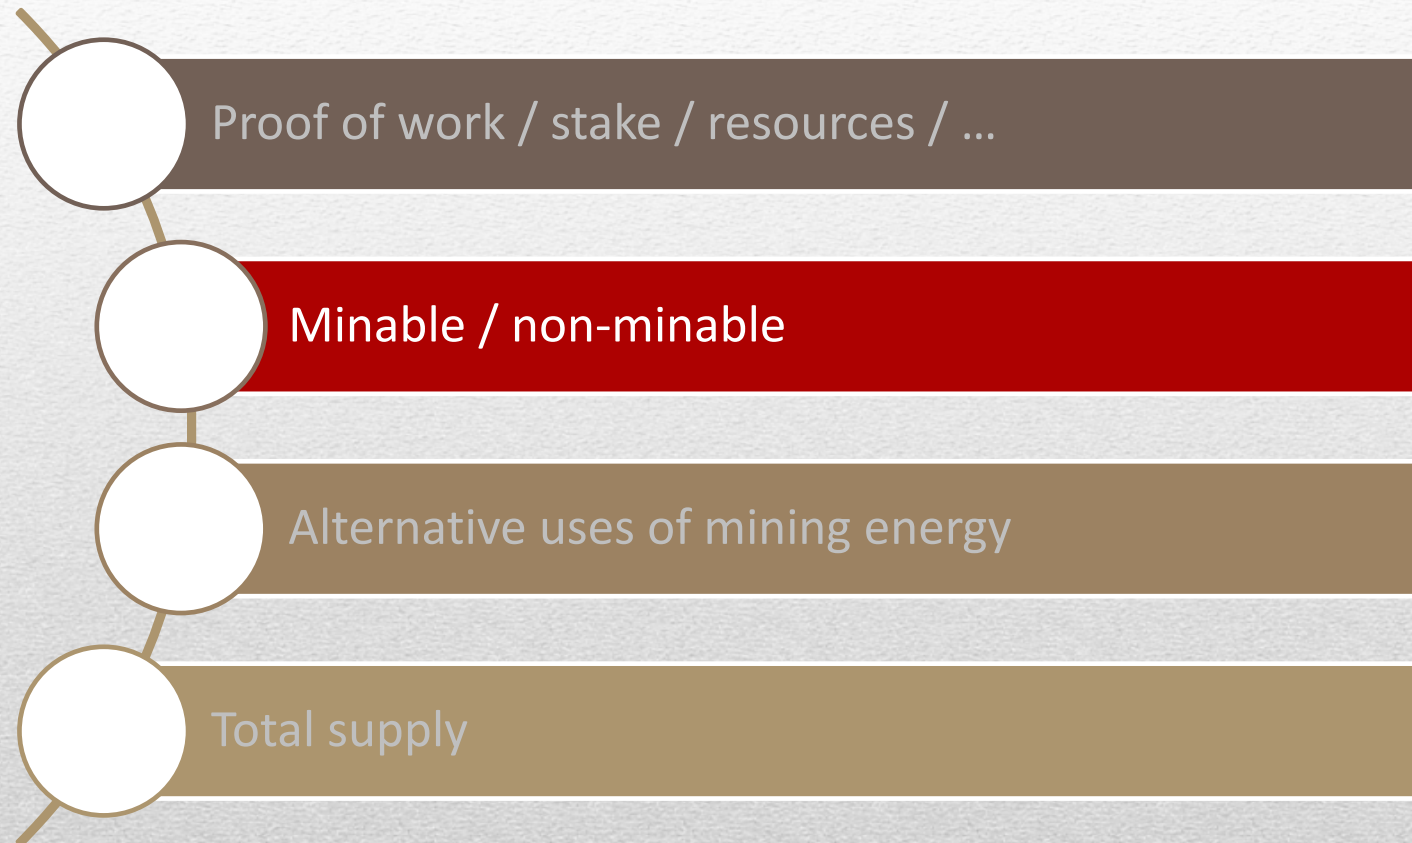 Proof of work / stake / resources / …
Minable / non-minable
Alternative uses of mining energy
Total supply